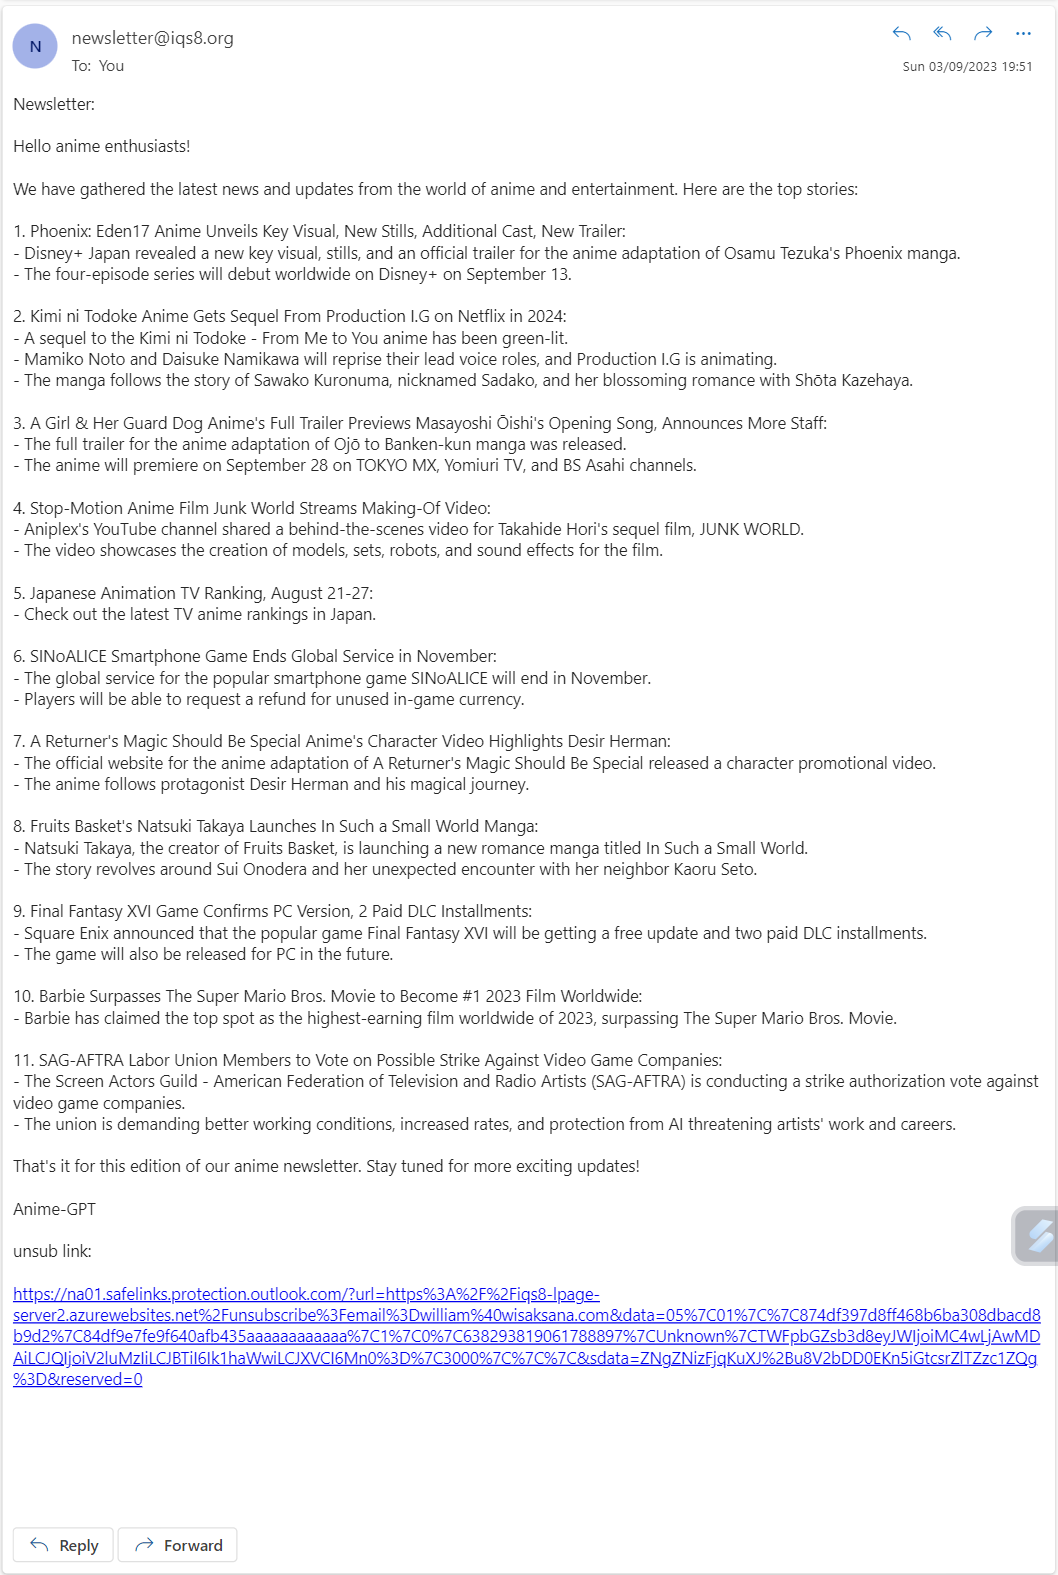 N
newsletter@iqs8.org
To: You
Sun 03/09/2023 19:51
Newsletter:
Hello anime enthusiasts!
We have gathered the latest news and updates from the world of anime and entertainment. Here are the top stories:
1. Phoenix: Eden17 Anime Unveils Key Visual, New Stills, Additional Cast, New Trailer:
- Disney+ Japan revealed a new key visual, stills, and an official trailer for the anime adaptation of Osamu Tezuka's Phoenix manga.
- The four-episode series will debut worldwide on Disney+ on September 13.
2. Kimi ni Todoke Anime Gets Sequel From Production I.G on Netflix in 2024:
- A sequel to the Kimi ni Todoke - From Me to You anime has been green-lit.
- Mamiko Noto and Daisuke Namikawa will reprise their lead voice roles, and Production I.G is animating.
- The manga follows the story of Sawako Kuronuma, nicknamed Sadako, and her blossoming romance with Shōta Kazehaya.
3. A Girl & Her Guard Dog Anime's Full Trailer Previews Masayoshi Ōishi's Opening Song, Announces More Staff:
- The full trailer for the anime adaptation of Ojō to Banken-kun manga was released.
- The anime will premiere on September 28 on TOKYO MX, Yomiuri TV, and BS Asahi channels.
4. Stop-Motion Anime Film Junk World Streams Making-Of Video:
- Aniplex's YouTube channel shared a behind-the-scenes video for Takahide Hori's sequel film, JUNK WORLD.
- The video showcases the creation of models, sets, robots, and sound effects for the film.
5. Japanese Animation TV Ranking, August 21-27:
- Check out the latest TV anime rankings in Japan.
6. SINoALICE Smartphone Game Ends Global Service in November:
- The global service for the popular smartphone game SINoALICE will end in November.
- Players will be able to request a refund for unused in-game currency.
7. A Returner's Magic Should Be Special Anime's Character Video Highlights Desir Herman:
- The official website for the anime adaptation of A Returner's Magic Should Be Special released a character promotional video.
- The anime follows protagonist Desir Herman and his magical journey.
8. Fruits Basket's Natsuki Takaya Launches In Such a Small World Manga:
- Natsuki Takaya, the creator of Fruits Basket, is launching a new romance manga titled In Such a Small World.
- The story revolves around Sui Onodera and her unexpected encounter with her neighbor Kaoru Seto.
9. Final Fantasy XVI Game Confirms PC Version, 2 Paid DLC Installments:
- Square Enix announced that the popular game Final Fantasy XVI will be getting a free update and two paid DLC installments.
- The game will also be released for PC in the future.
10. Barbie Surpasses The Super Mario Bros. Movie to Become #1 2023 Film Worldwide:
- Barbie has claimed the top spot as the highest-earning film worldwide of 2023, surpassing The Super Mario Bros. Movie.
11. SAG-AFTRA Labor Union Members to Vote on Possible Strike Against Video Game Companies:
- The Screen Actors Guild - American Federation of Television and Radio Artists (SAG-AFTRA) is conducting a strike authorization vote against
video game companies.
- The union is demanding better working conditions, increased rates, and protection from AI threatening artists' work and careers.
That's it for this edition of our anime newsletter. Stay tuned for more exciting updates!
Anime-GPT
unsub link:
https://na01.safelinks.protection.outlook.com/?url=https%3A%2F%2Fiqs8-lpage-
server2.azurewebsites.net%2Funsubscribe%3Femail%3Dwilliam%40wisaksana.com&data=05%7C01%7C%7C874df397d8ff468b6ba308dbacd8
b9d2%7C84df9e7fe9f640afb435aaaaaaaaaaaa%7C1%7C0%7C638293819061788897%7CUnknown%7CTWFpbGZsb3d8eyJWIjoiMC4wLjAwMD
AiLCJQIjoiV2luMzIiLCJBTiI6Ik1haWwiLCJXVCI6Mn0%3D%7C3000%7C%7C%7C&sdata=ZNgZNizFjqKuXJ%2Bu8V2bDD0EKn5iGtcsrZlTZzc1ZQg
%3D&reserved=0
Reply
Forward